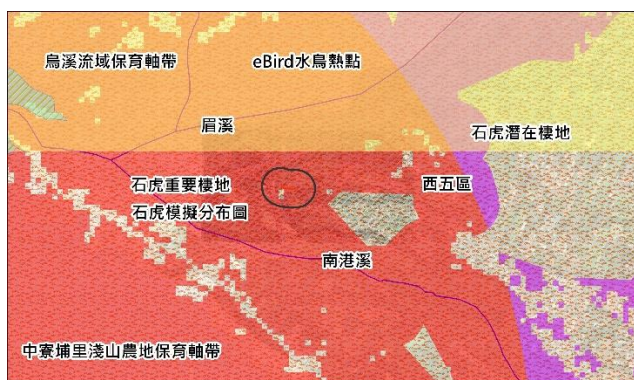 烏溪流域保育軸帶
eBird水鳥熱點
眉溪
石虎潛在棲地
石虎重要棲地
西五區
石虎模擬分布圖
南港溪
中寮埔里淺山農地保育軸帶